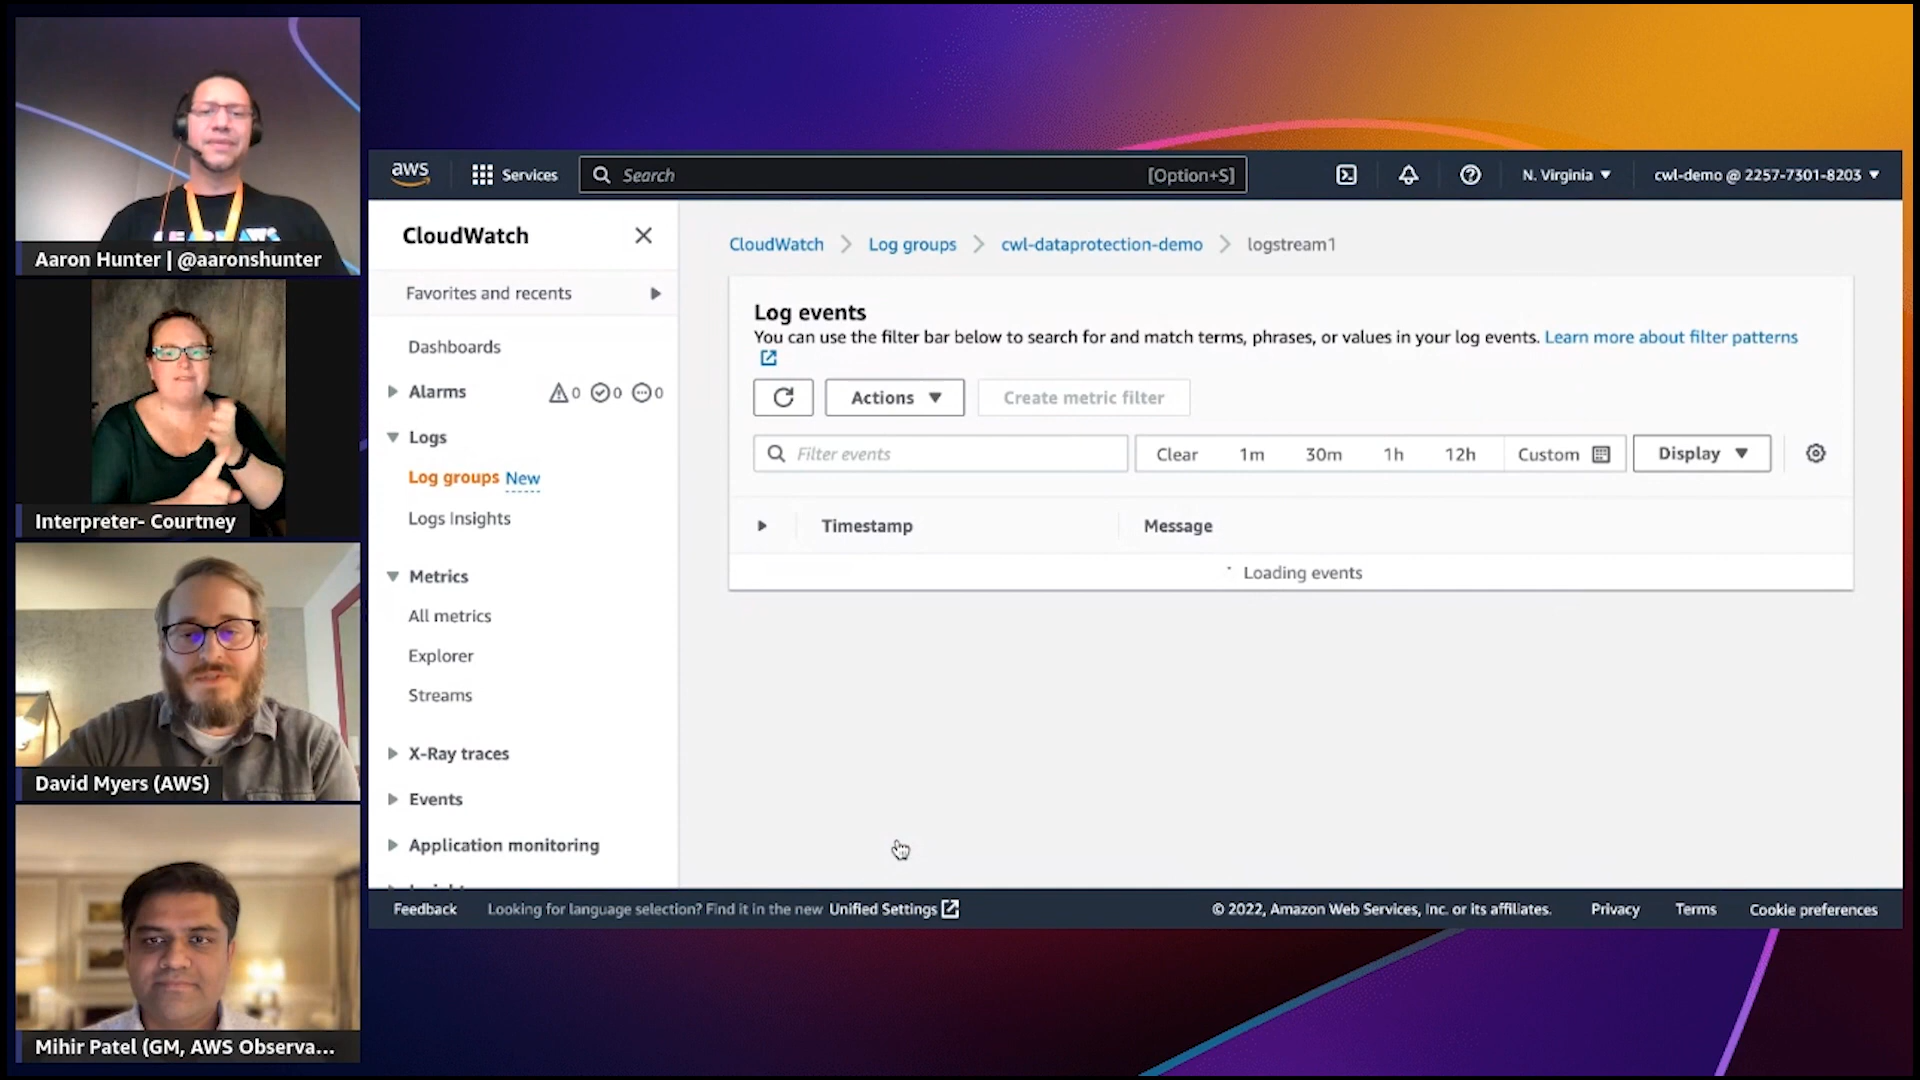 Aaron Hunter | @aaronshunter
Interpreter- Courtney
David Myers (AWS)
Mihir Patel (GM, AWS Observa...
aws
Services
Search
[Option+S]
N. Virginia
cwl-demo @ 2257-7301-8203
CloudWatch
Favorites and recents
Dashboards
Alarms
0 0 0
Logs
Log groups New
Logs Insights
Metrics
All metrics
Explorer
Streams
X-Ray traces
Events
Application monitoring
CloudWatch > Log groups > cwl-dataprotection-demo > logstream1
Log events
You can use the filter bar below to search for and match terms, phrases, or values in your log events. Learn more about filter patterns
Actions
Create metric filter
Filter events
Clear 1m 30m 1h 12h Custom
Display
Timestamp Message
Loading events
Feedback Looking for language selection? Find it in the new Unified Settings
© 2022, Amazon Web Services, Inc. or its affiliates. Privacy Terms Cookie preferences